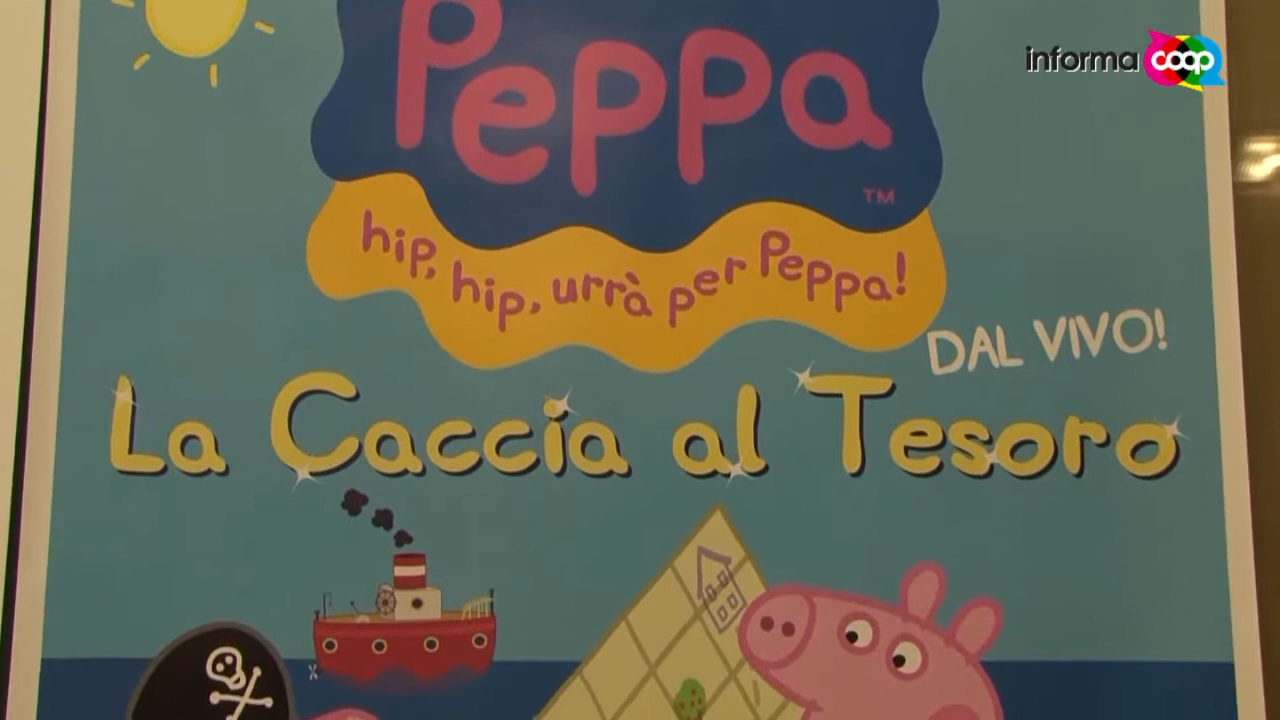 informa coop
Peppa
TM
hip, hip, urrà per Peppa!
DAL VIVO!
La Caccia al Tesoro